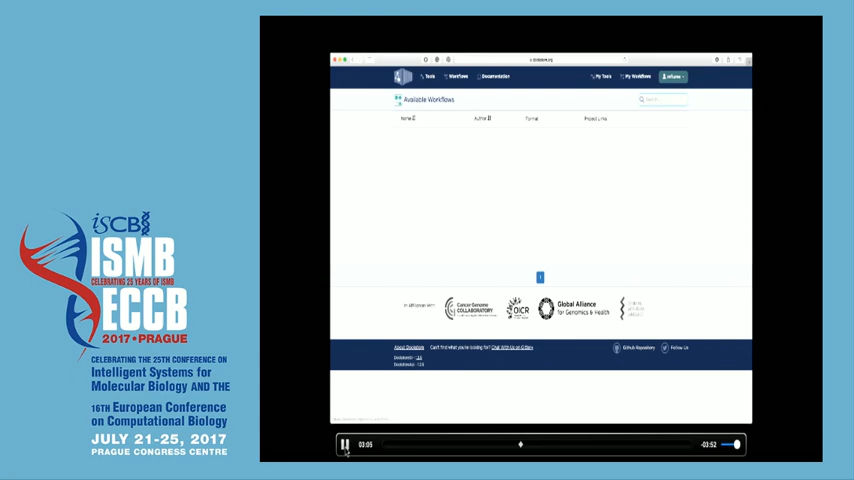 iSCB
ISMB
CELEBRATING 25 YEARS OF ISMB
ECCB
2017 • PRAGUE
CELEBRATING THE 25TH CONFERENCE ON
Intelligent Systems for
Molecular Biology AND THE
16TH European Conference
on Computational Biology
JULY 21-25, 2017
PRAGUE CONGRESS CENTRE
Tools
Workflows
Documentation
My Tools
My Workflows
Available Workflows
Search
Name
Author
Format
Project Links
1
In Affiliation With:
Cancer Genome
COLLABORATORY
OICR
Global Alliance
for Genomics & Health
About Dockstore
Can't find what you're looking for? Chat With Us on Gitter
Github Repository
Follow Us
03:05
-03:52